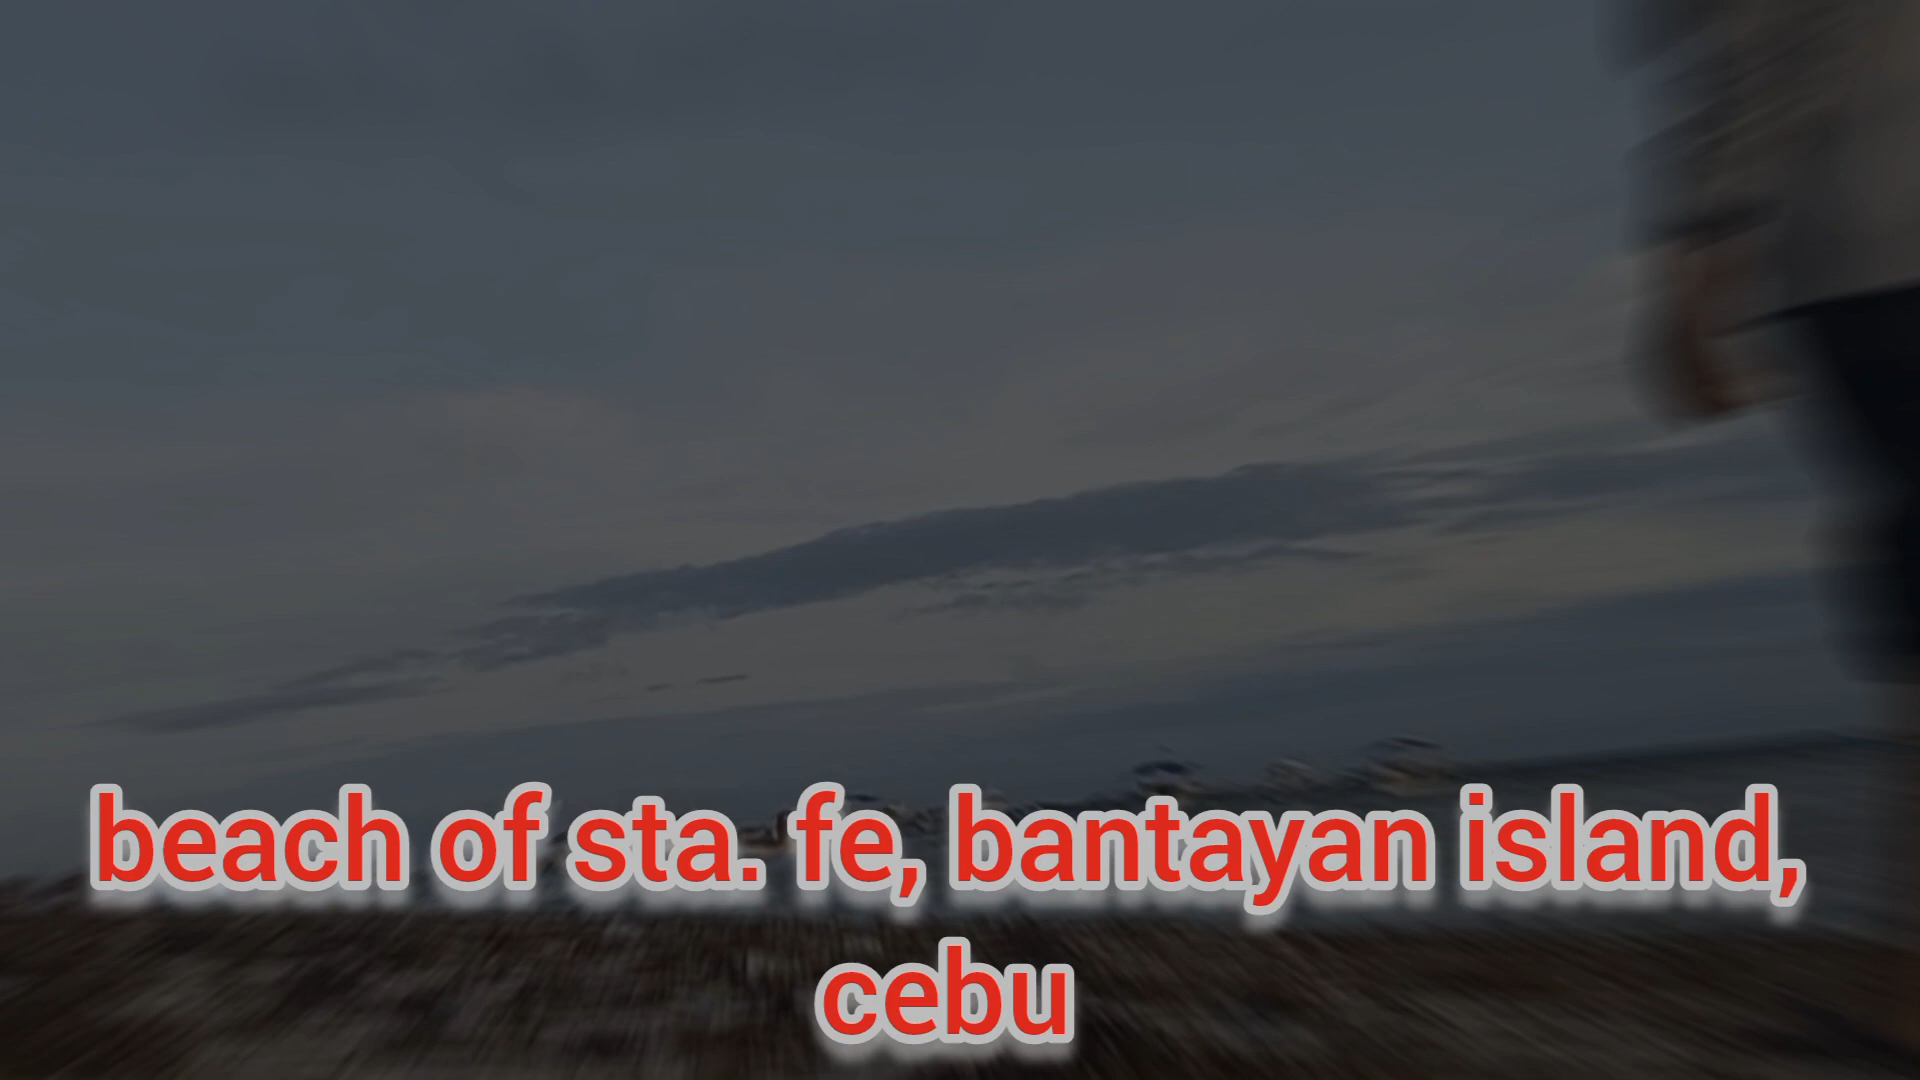 beach of sta. fe, bantayan island,
cebu